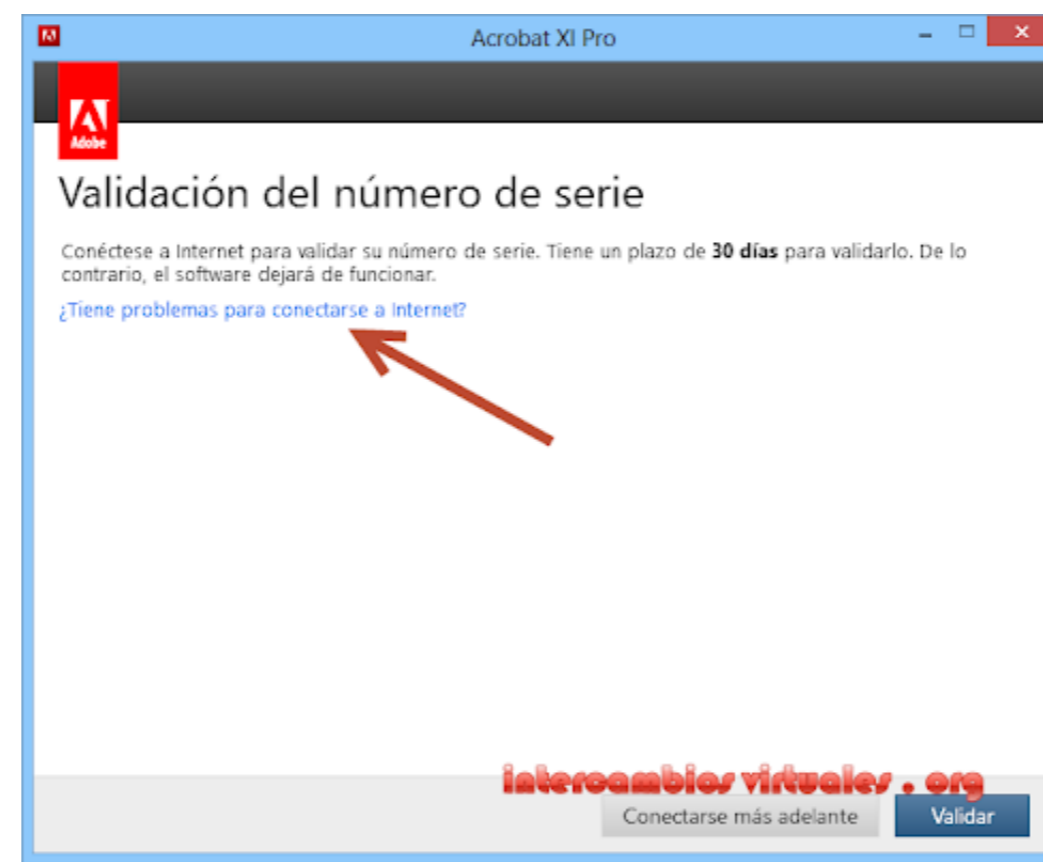 Acrobat XI Pro
Adobe
Validación del número de serie
Conéctese a Internet para validar su número de serie. Tiene un plazo de 30 días para validarlo. De lo
contrario, el software dejará de funcionar.
¿Tiene problemas para conectarse a Internet?
intercambios virtuales . org
Conectarse más adelante
Validar